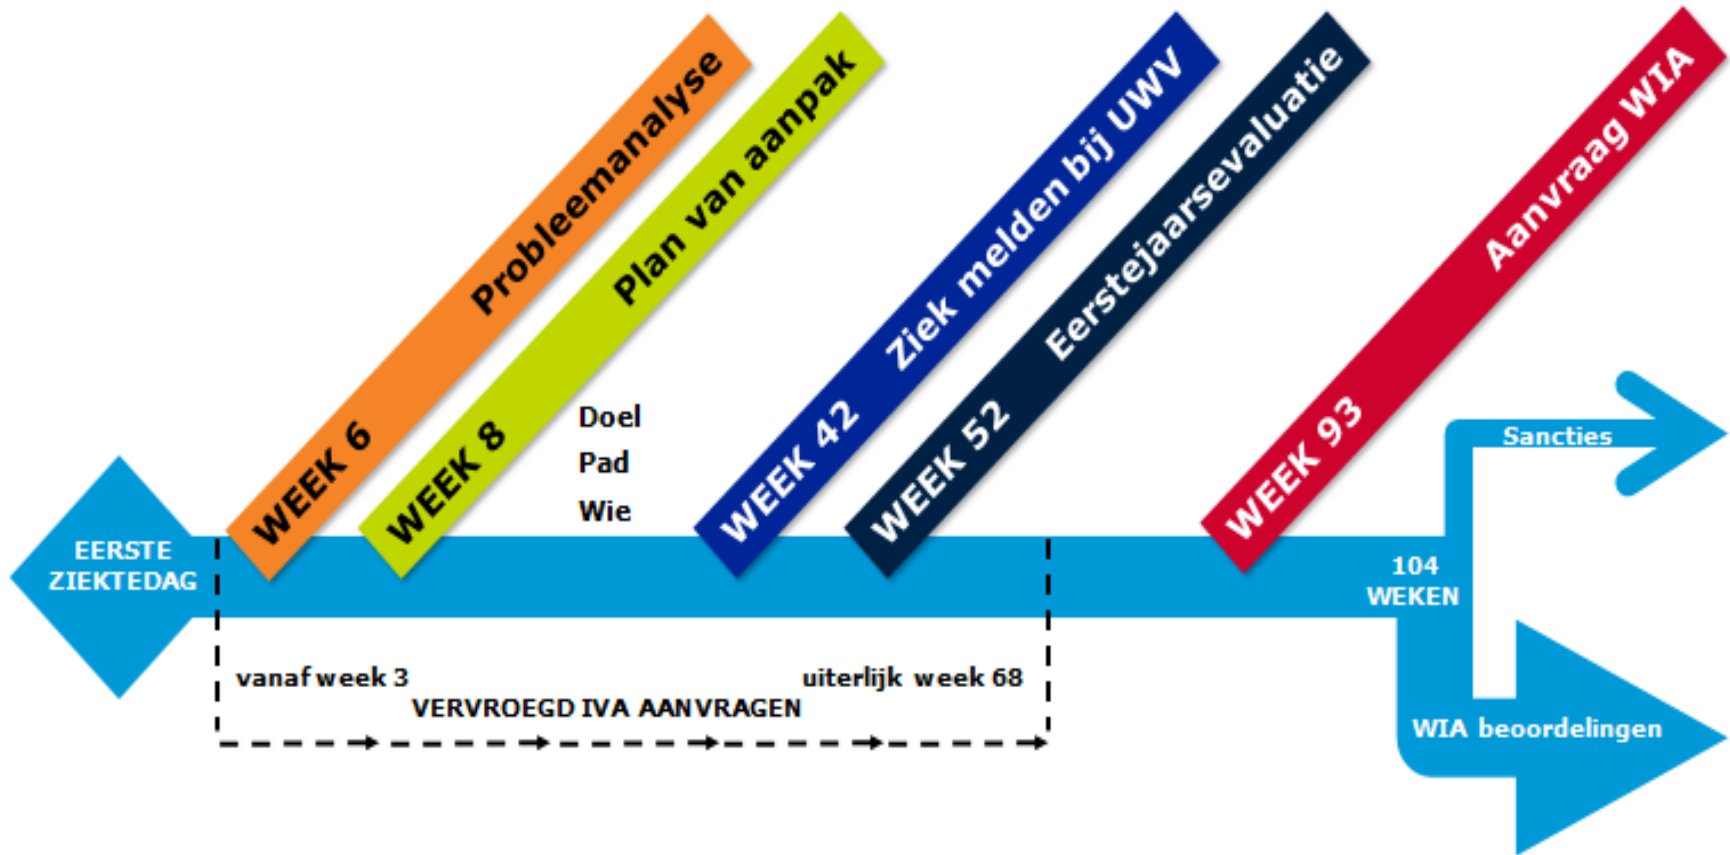 WEEK 6 Probleemanalyse
WEEK 8 Plan van aanpak
Doel
Pad
Wie
WEEK 42 Ziek melden bij UWV
WEEK 52 Eerstejaarsevaluatie
WEEK 93 Aanvraag WIA
EERSTE
ZIEKTEDAG
104
WEKEN
Sancties
WIA beoordelingen
vanaf week 3
uiterlijk week 68
VERVROEGD IVA AANVRAGEN